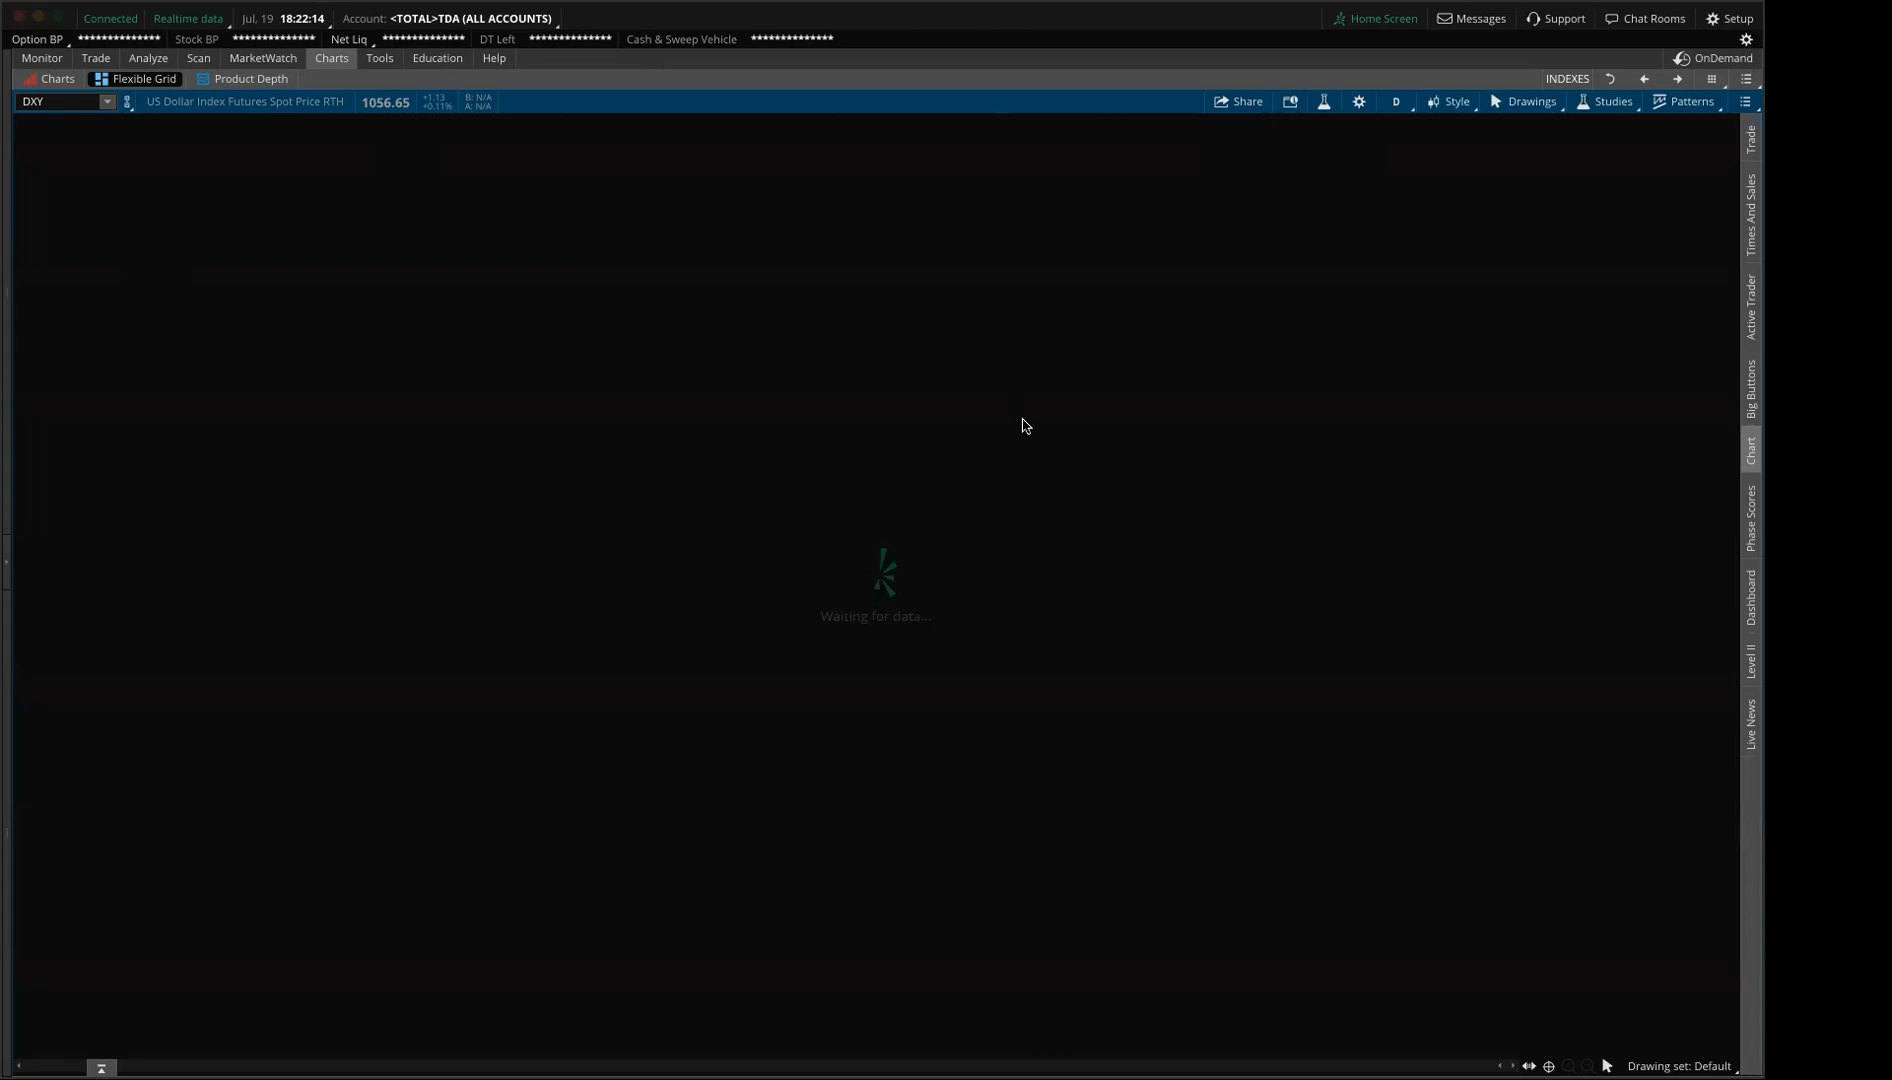 Connected Realtime data Jul, 19 18:22:14 Account: <TOTAL>TDA (ALL ACCOUNTS) Home Screen Messages Support Chat Rooms Setup
Option BP ************** Stock BP ************** Net Liq ************** DT Left ************** Cash & Sweep Vehicle **************
Monitor Trade Analyze Scan MarketWatch Charts Tools Education Help OnDemand
Charts Flexible Grid Product Depth INDEXES
DXY US Dollar Index Futures Spot Price RTH 1056.65 +1.13 B: N/A Share D Style Drawings Studies Patterns
+0.11% A: N/A
Trade
Times And Sales
Active Trader
Big Buttons
Chart
Phase Scores
Dashboard
Level II
Live News
Waiting for data...
Drawing set: Default